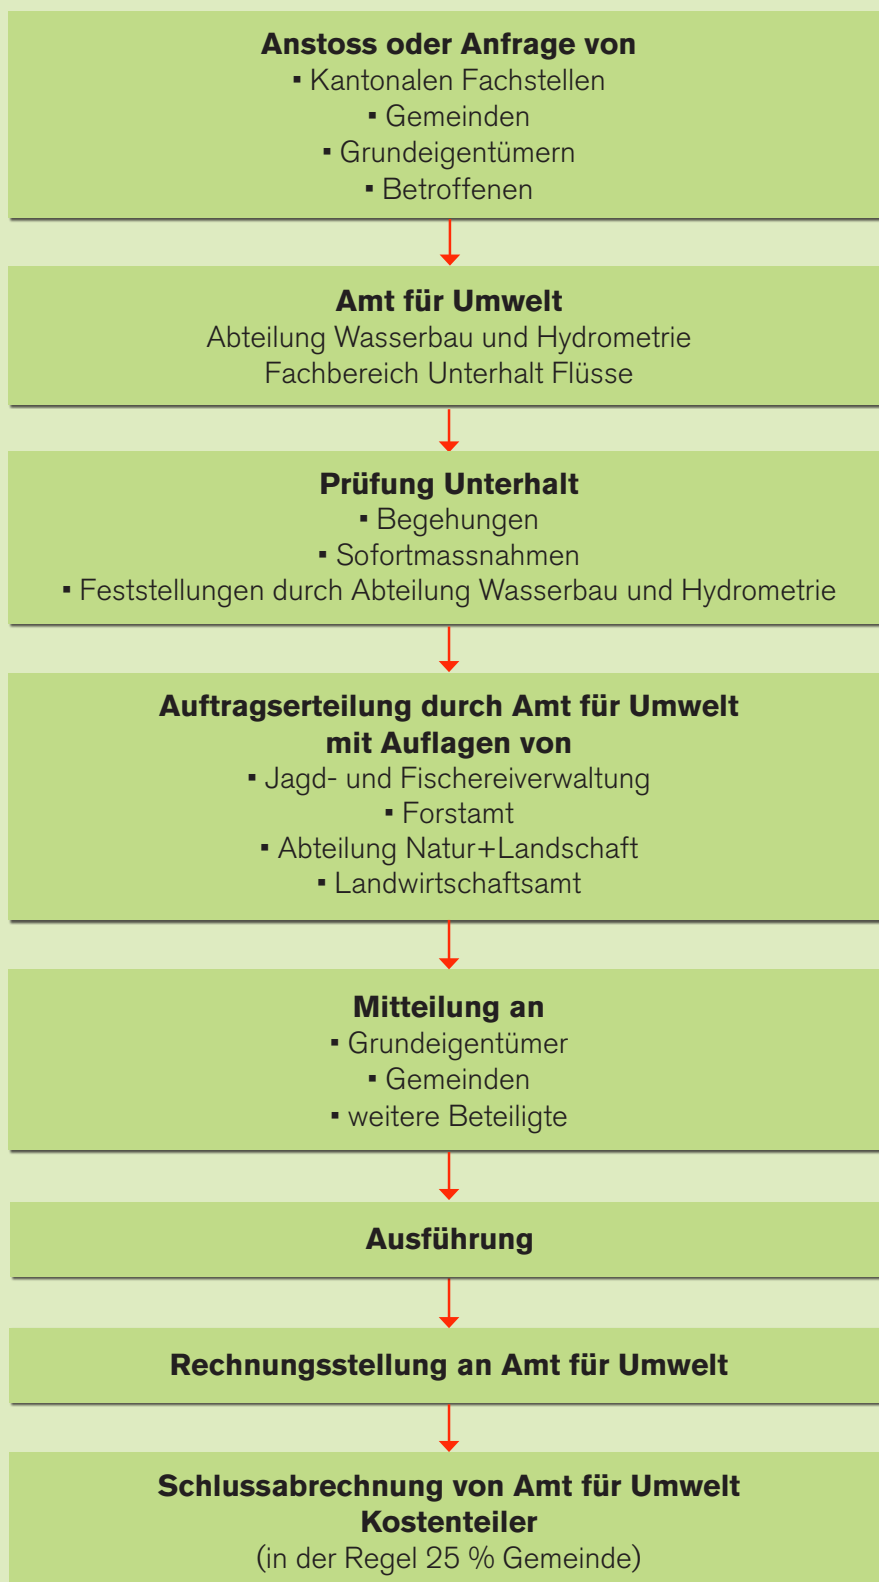 Anstoss oder Anfrage von
▪ Kantonalen Fachstellen
▪ Gemeinden
▪ Grundeigentümern
▪ Betroffenen
Amt für Umwelt
Abteilung Wasserbau und Hydrometrie
Fachbereich Unterhalt Flüsse
Prüfung Unterhalt
▪ Begehungen
▪ Sofortmassnahmen
▪ Feststellungen durch Abteilung Wasserbau und Hydrometrie
Auftragserteilung durch Amt für Umwelt
mit Auflagen von
▪ Jagd- und Fischereiverwaltung
▪ Forstamt
▪ Abteilung Natur+Landschaft
▪ Landwirtschaftsamt
Mitteilung an
▪ Grundeigentümer
▪ Gemeinden
▪ weitere Beteiligte
Ausführung
Rechnungsstellung an Amt für Umwelt
Schlussabrechnung von Amt für Umwelt
Kostenteiler
(in der Regel 25 % Gemeinde)